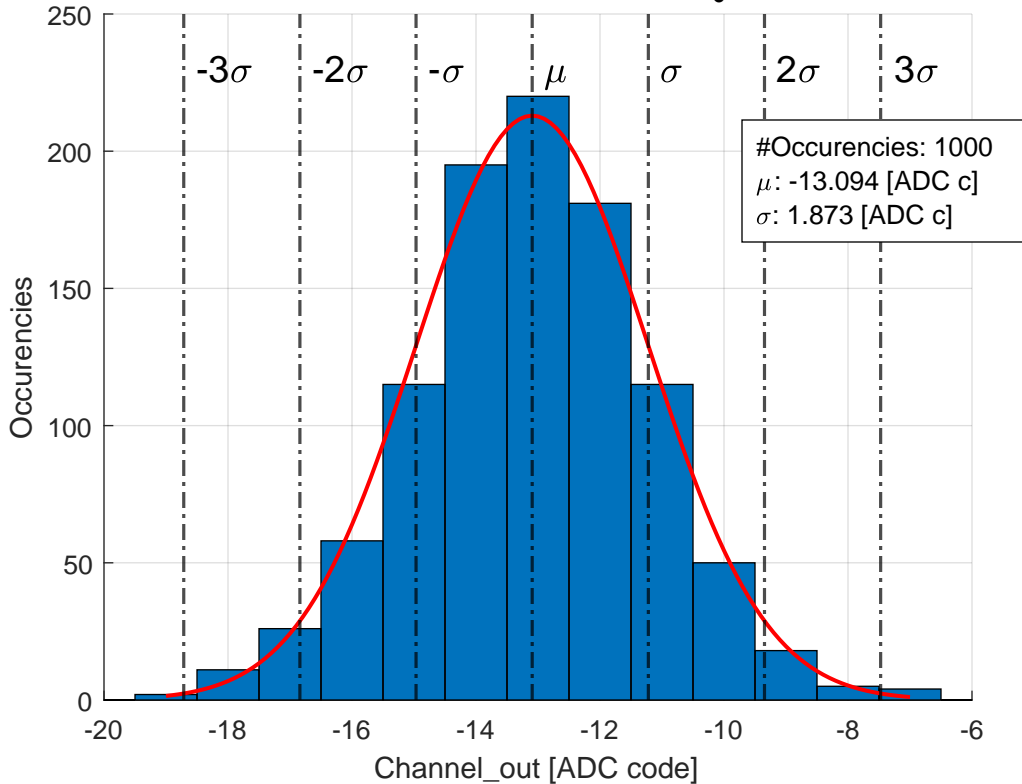 250
200
150
100
50
0
Occurencies
-3σ
-2σ
-σ
μ
σ
2σ
3σ
#Occurencies: 1000
μ: -13.094 [ADC c]
σ: 1.873 [ADC c]
-20 -18 -16 -14 -12 -10 -8 -6
Channel_out [ADC code]